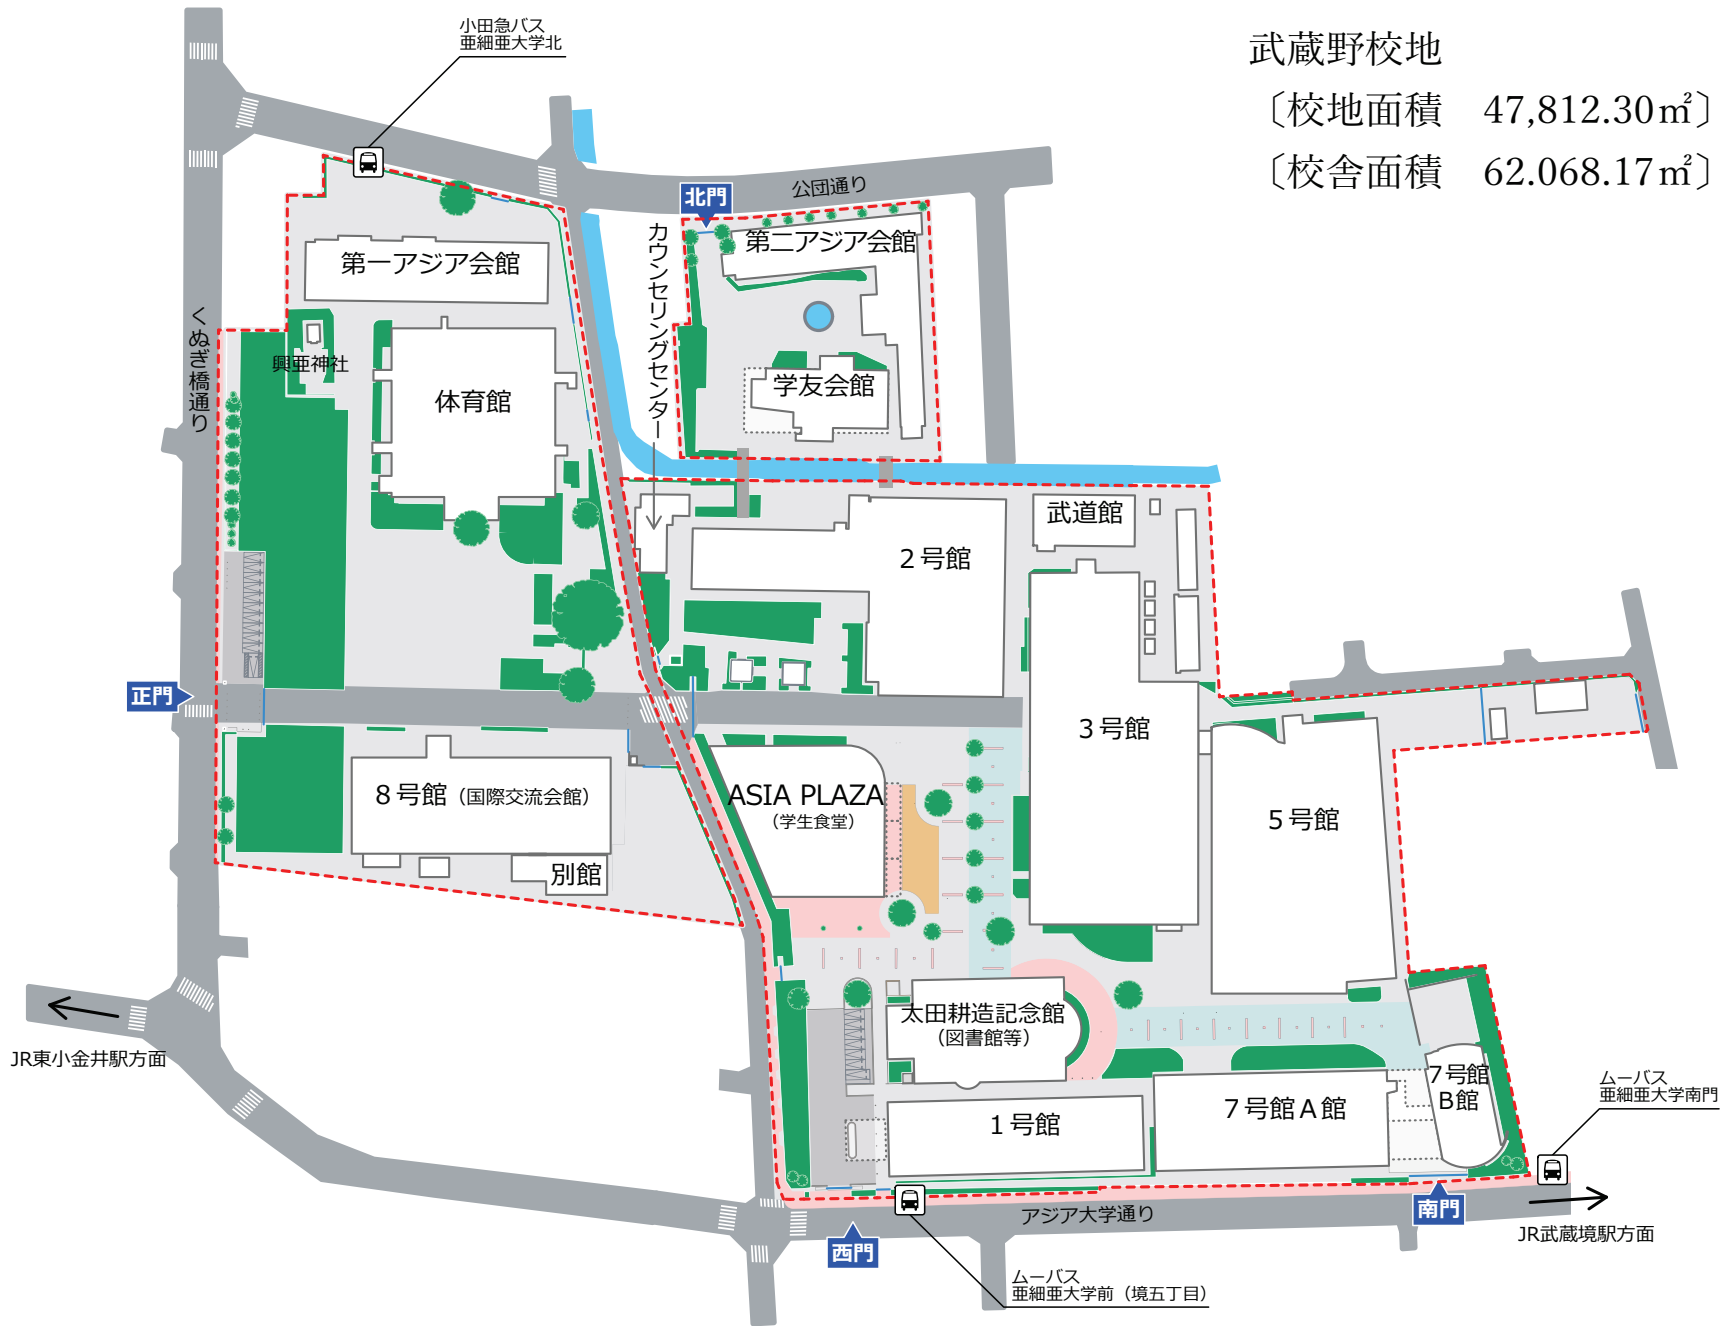 武蔵野校地
〔校地面積　47,812.30㎡〕
〔校舎面積　62.068.17㎡〕
小田急バス
亜細亜大学北
公団通り
北門
カウンセリングセンター
第二アジア会館
第一アジア会館
くぬぎ橋通り
興亜神社
体育館
学友会館
武道館
2号館
正門
3号館
8号館（国際交流会館）
別館
ASIA PLAZA
（学生食堂）
5号館
太田耕造記念館
（図書館等）
JR東小金井駅方面
1号館
7号館A館
7号館
B館
ムーバス
亜細亜大学南門
アジア大学通り
南門
西門
JR武蔵境駅方面
ムーバス
亜細亜大学前（境五丁目）